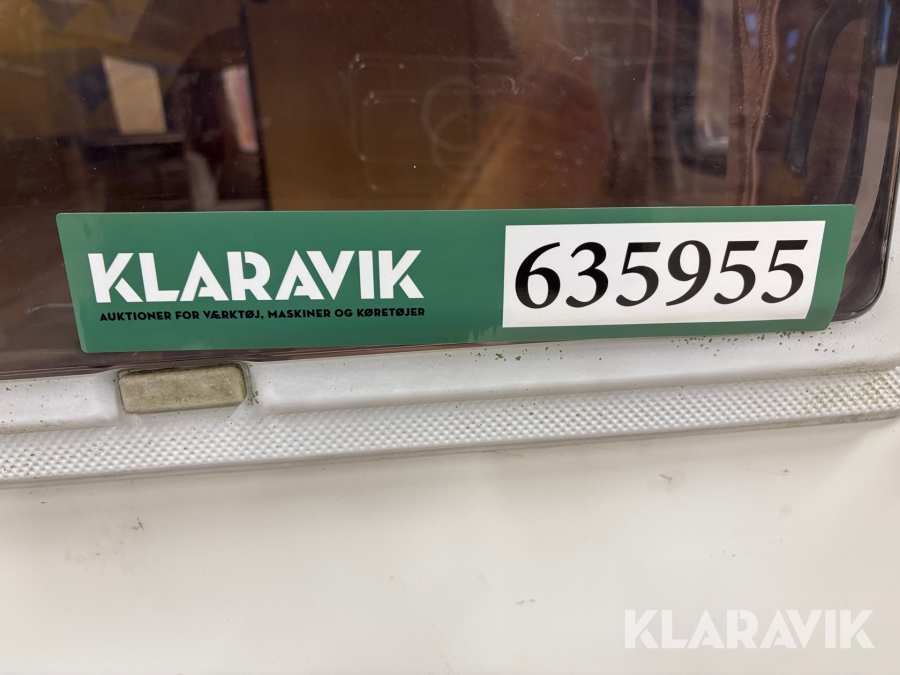 KLARAVIK
AUKTIONER FOR VÆRKTØJ, MASKINER OG KØRETØJER
635955
KLARAVIK